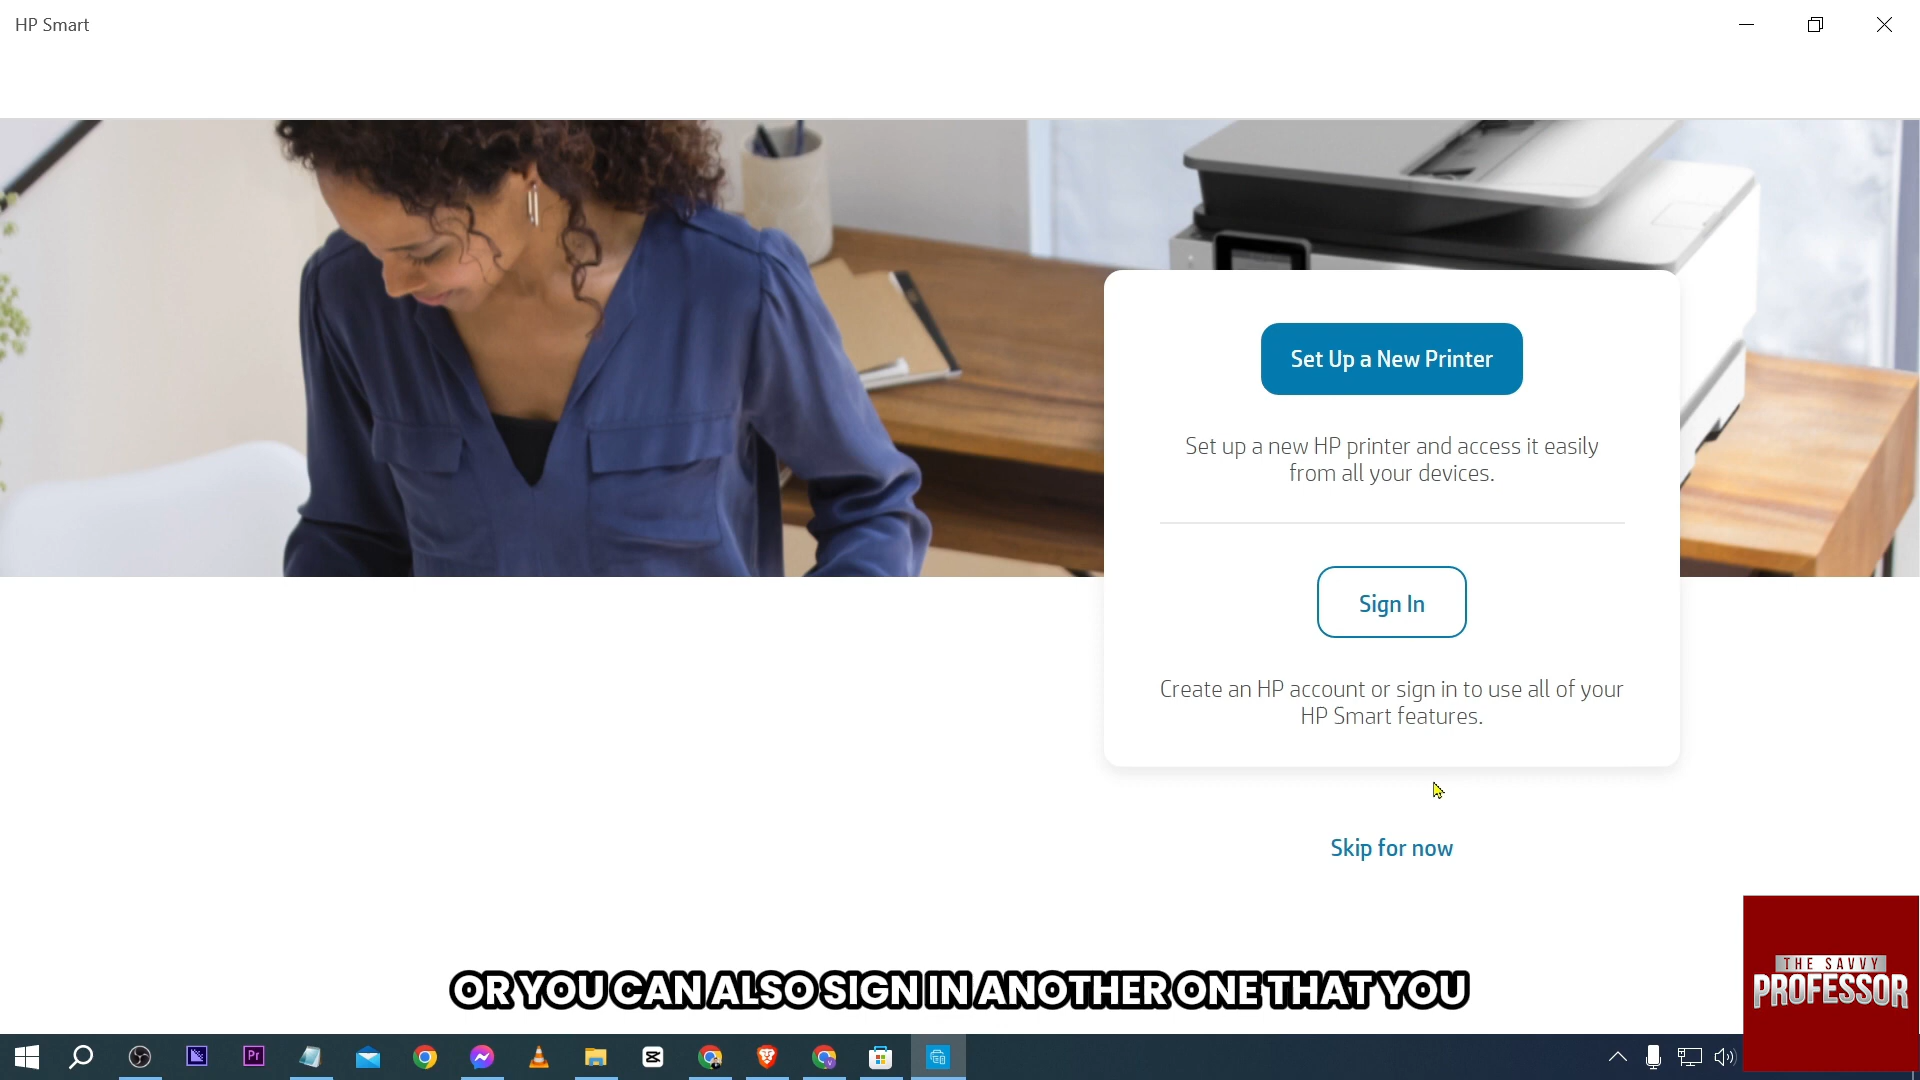 HP Smart
Set Up a New Printer
Set up a new HP printer and access it easily
from all your devices.
Sign In
Create an HP account or sign in to use all of your
HP Smart features.
Skip for now
OR YOU CAN ALSO SIGN IN ANOTHER ONE THAT YOU
THE SAVVY
PROFESSOR
Pr